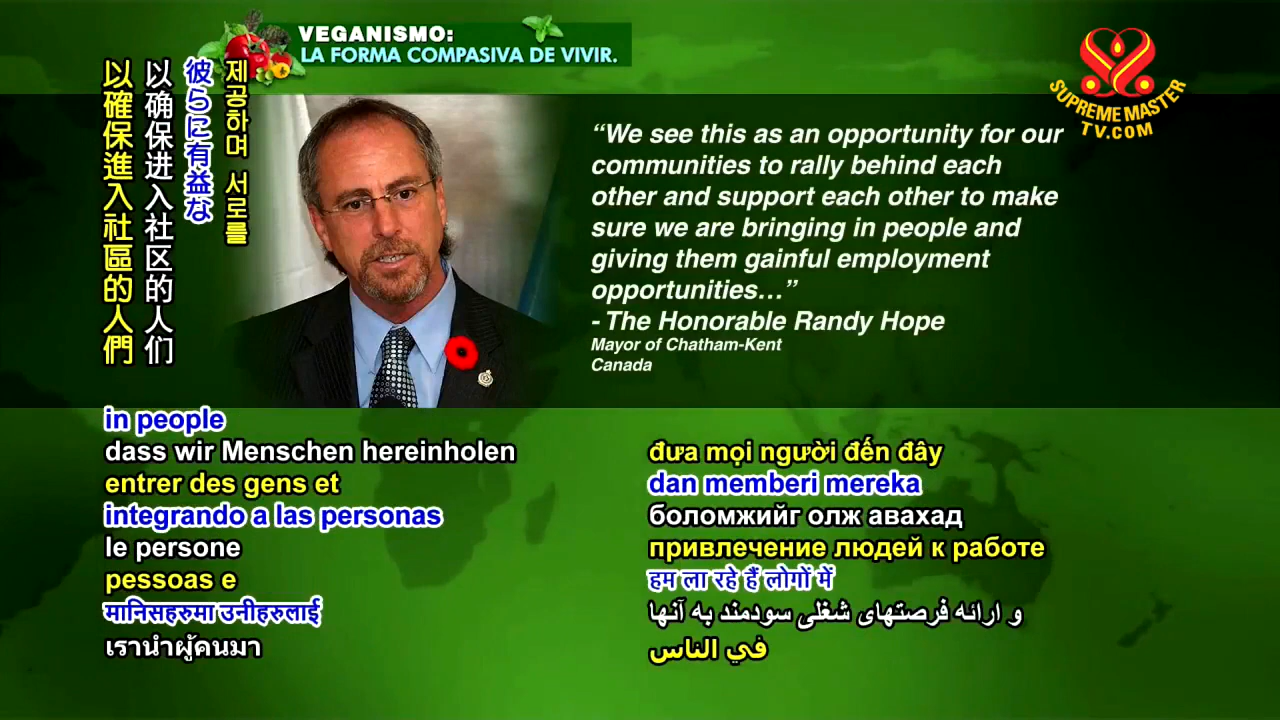 VEGANISMO:
LA FORMA COMPASIVA DE VIVIR.
SUPREME MASTER
TV.COM
제공하며 서로를
彼らに有益な
以确保进入社区的人们
以確保進入社區的人們
“We see this as an opportunity for our
communities to rally behind each
other and support each other to make
sure we are bringing in people and
giving them gainful employment
opportunities…”
- The Honorable Randy Hope
Mayor of Chatham-Kent
Canada
in people
dass wir Menschen hereinholen
entrer des gens et
integrando a las personas
le persone
pessoas e
मानिसहरुमा उनीहरुलाई
เรานำผู้คนมา
đưa mọi người đến đây
dan memberi mereka
боломжийг олж авахад
привлечение людей к работе
हम ला रहे हैं लोगों में
و ارائه فرصتهای شغلی سودمند به آنها
في الناس